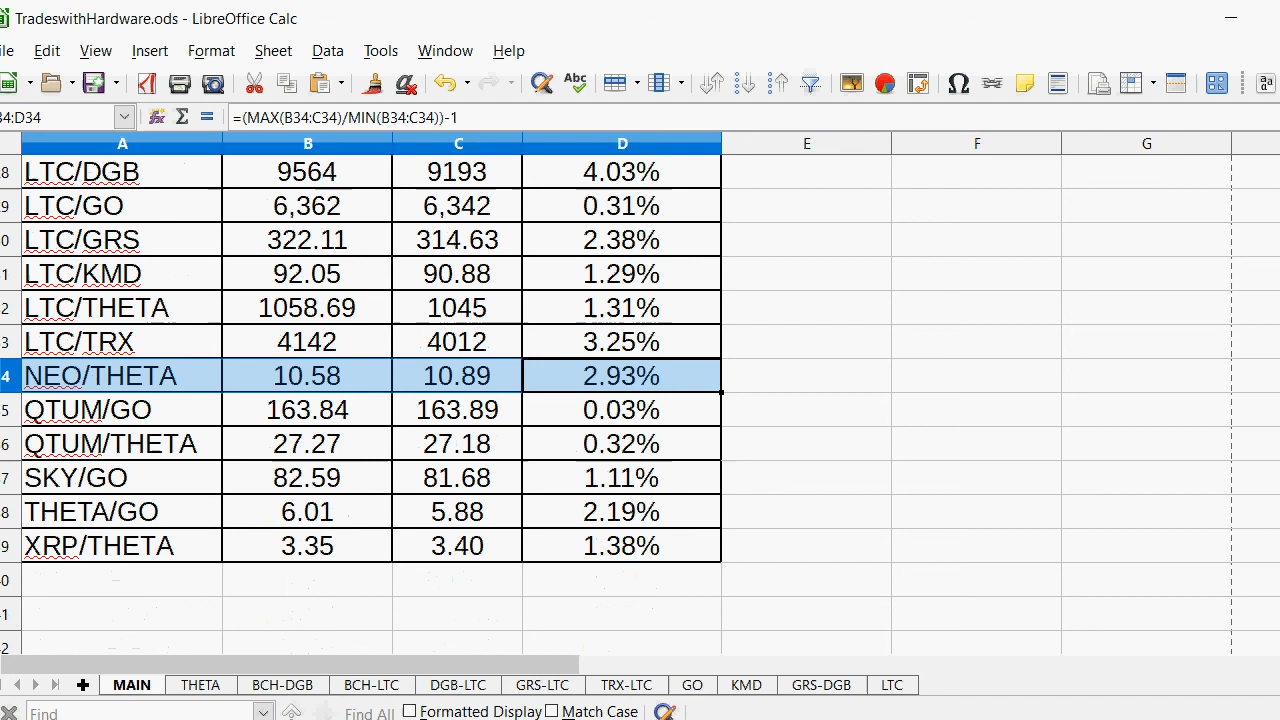 TradeswithHardware.ods - LibreOffice Calc
ile Edit View Insert Format Sheet Data Tools Window Help
Abc
34:D34 fx Σ = =(MAX(B34:C34)/MIN(B34:C34))-1
A B C D E F G
8 LTC/DGB 9564 9193 4.03%
9 LTC/GO 6,362 6,342 0.31%
0 LTC/GRS 322.11 314.63 2.38%
1 LTC/KMD 92.05 90.88 1.29%
2 LTC/THETA 1058.69 1045 1.31%
3 LTC/TRX 4142 4012 3.25%
4 NEO/THETA 10.58 10.89 2.93%
5 QTUM/GO 163.84 163.89 0.03%
6 QTUM/THETA 27.27 27.18 0.32%
7 SKY/GO 82.59 81.68 1.11%
8 THETA/GO 6.01 5.88 2.19%
9 XRP/THETA 3.35 3.40 1.38%
0
1
2
MAIN THETA BCH-DGB BCH-LTC DGB-LTC GRS-LTC TRX-LTC GO KMD GRS-DGB LTC
Find Find All Formatted Display Match Case